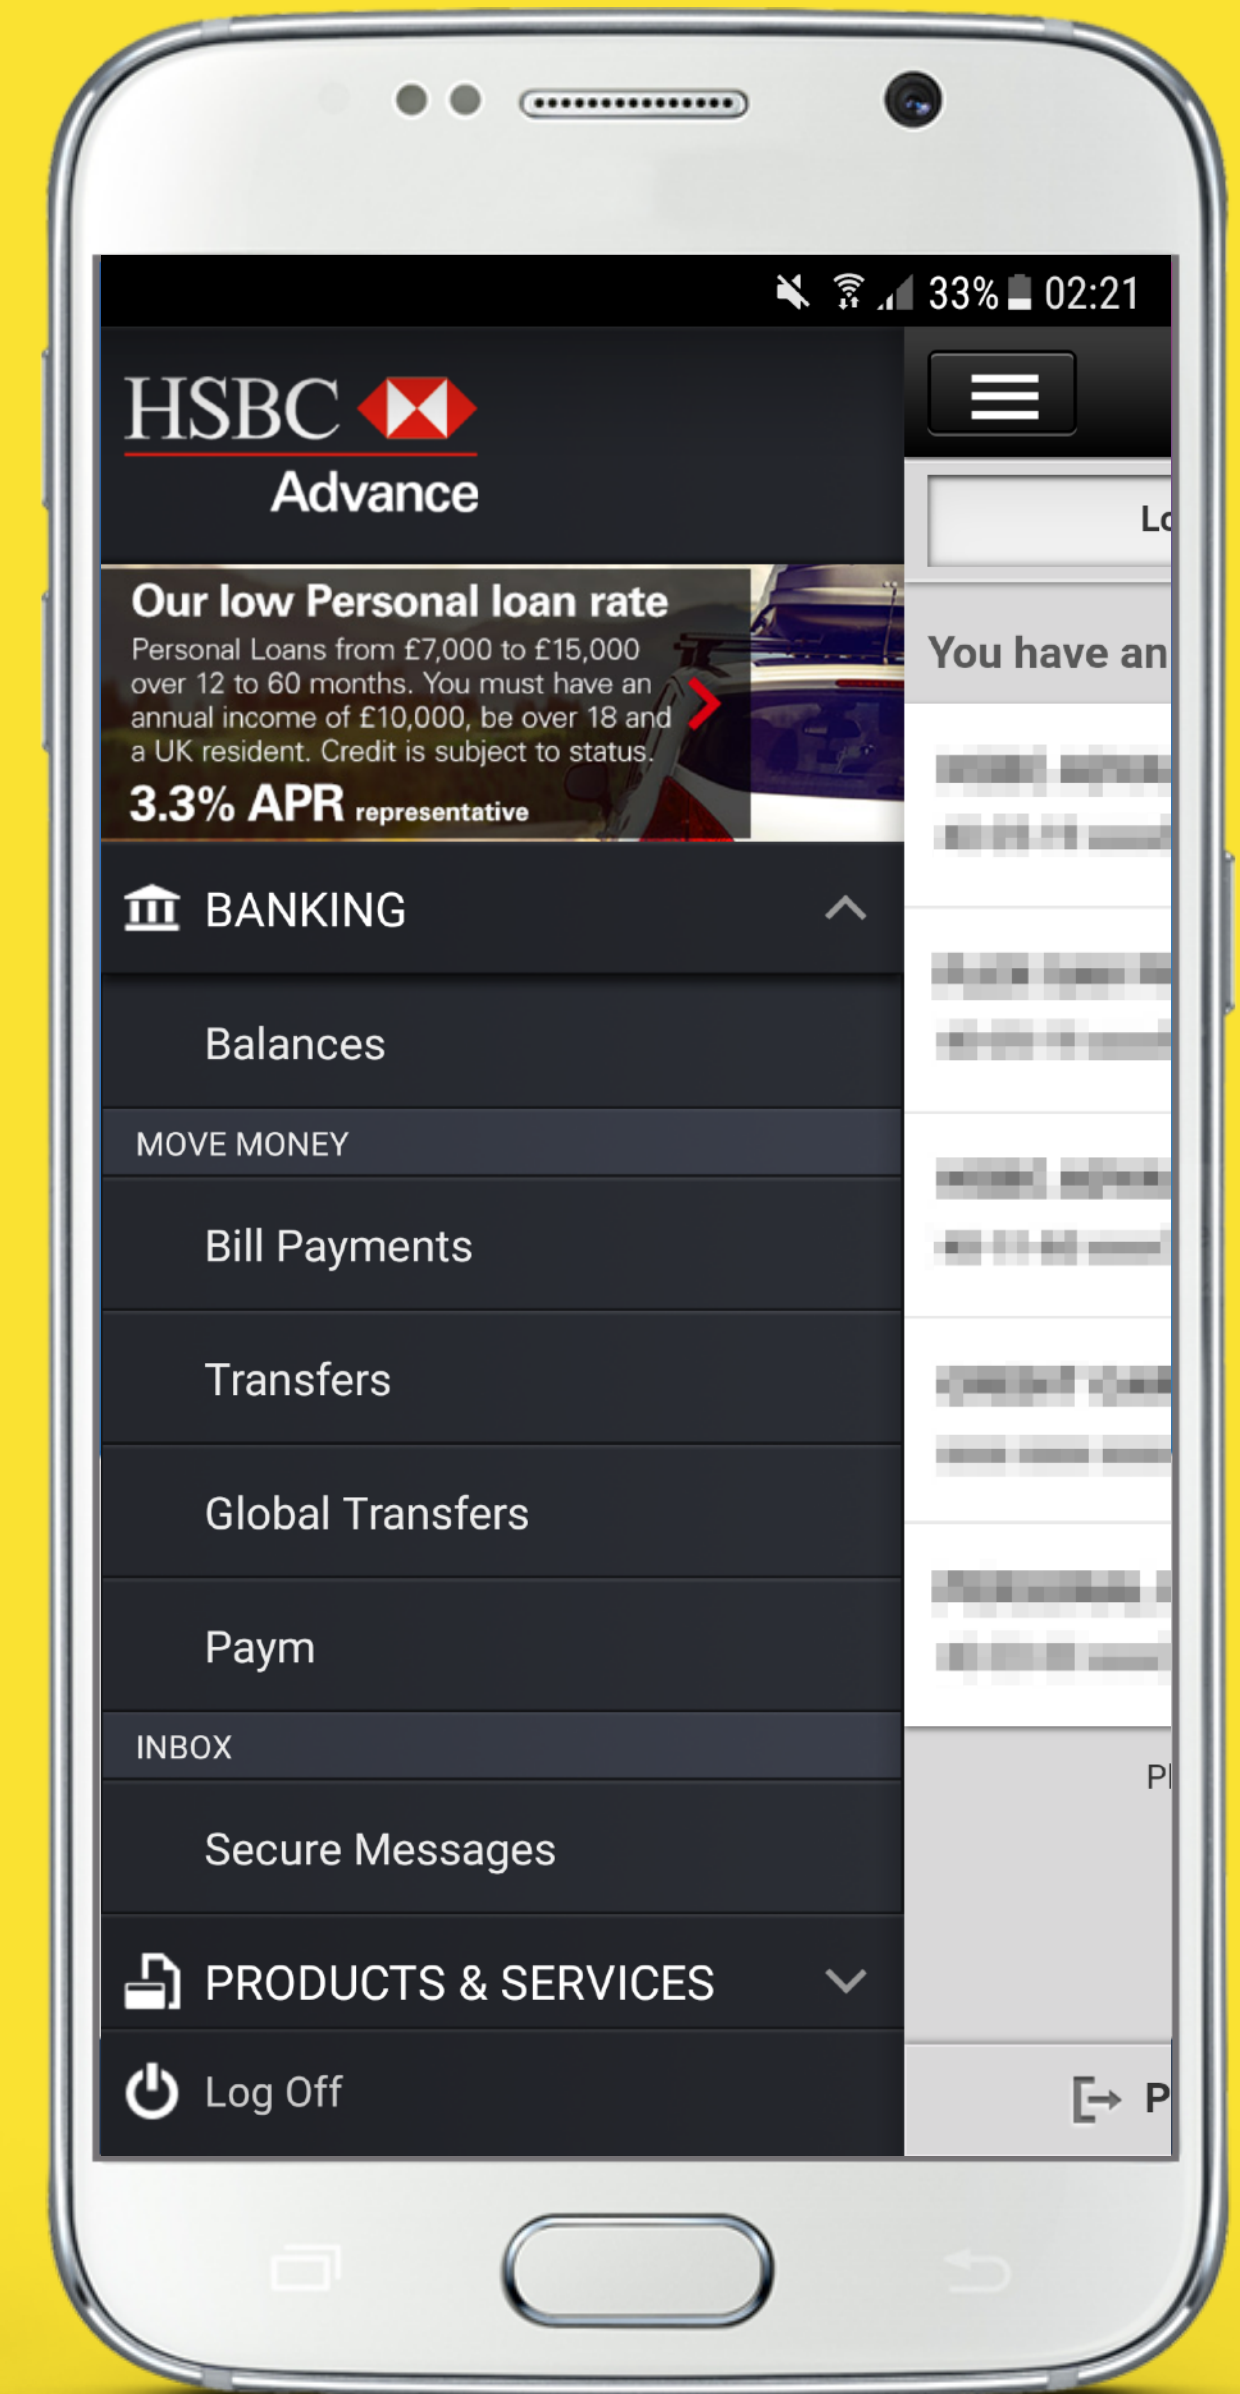 33% 02:21
HSBC
Advance
Our low Personal loan rate
Personal Loans from £7,000 to £15,000
over 12 to 60 months. You must have an
annual income of £10,000, be over 18 and
a UK resident. Credit is subject to status.
3.3% APR representative
BANKING
Balances
MOVE MONEY
Bill Payments
Transfers
Global Transfers
Paym
INBOX
Secure Messages
PRODUCTS & SERVICES
Log Off
Lo
You have an
Pl
P